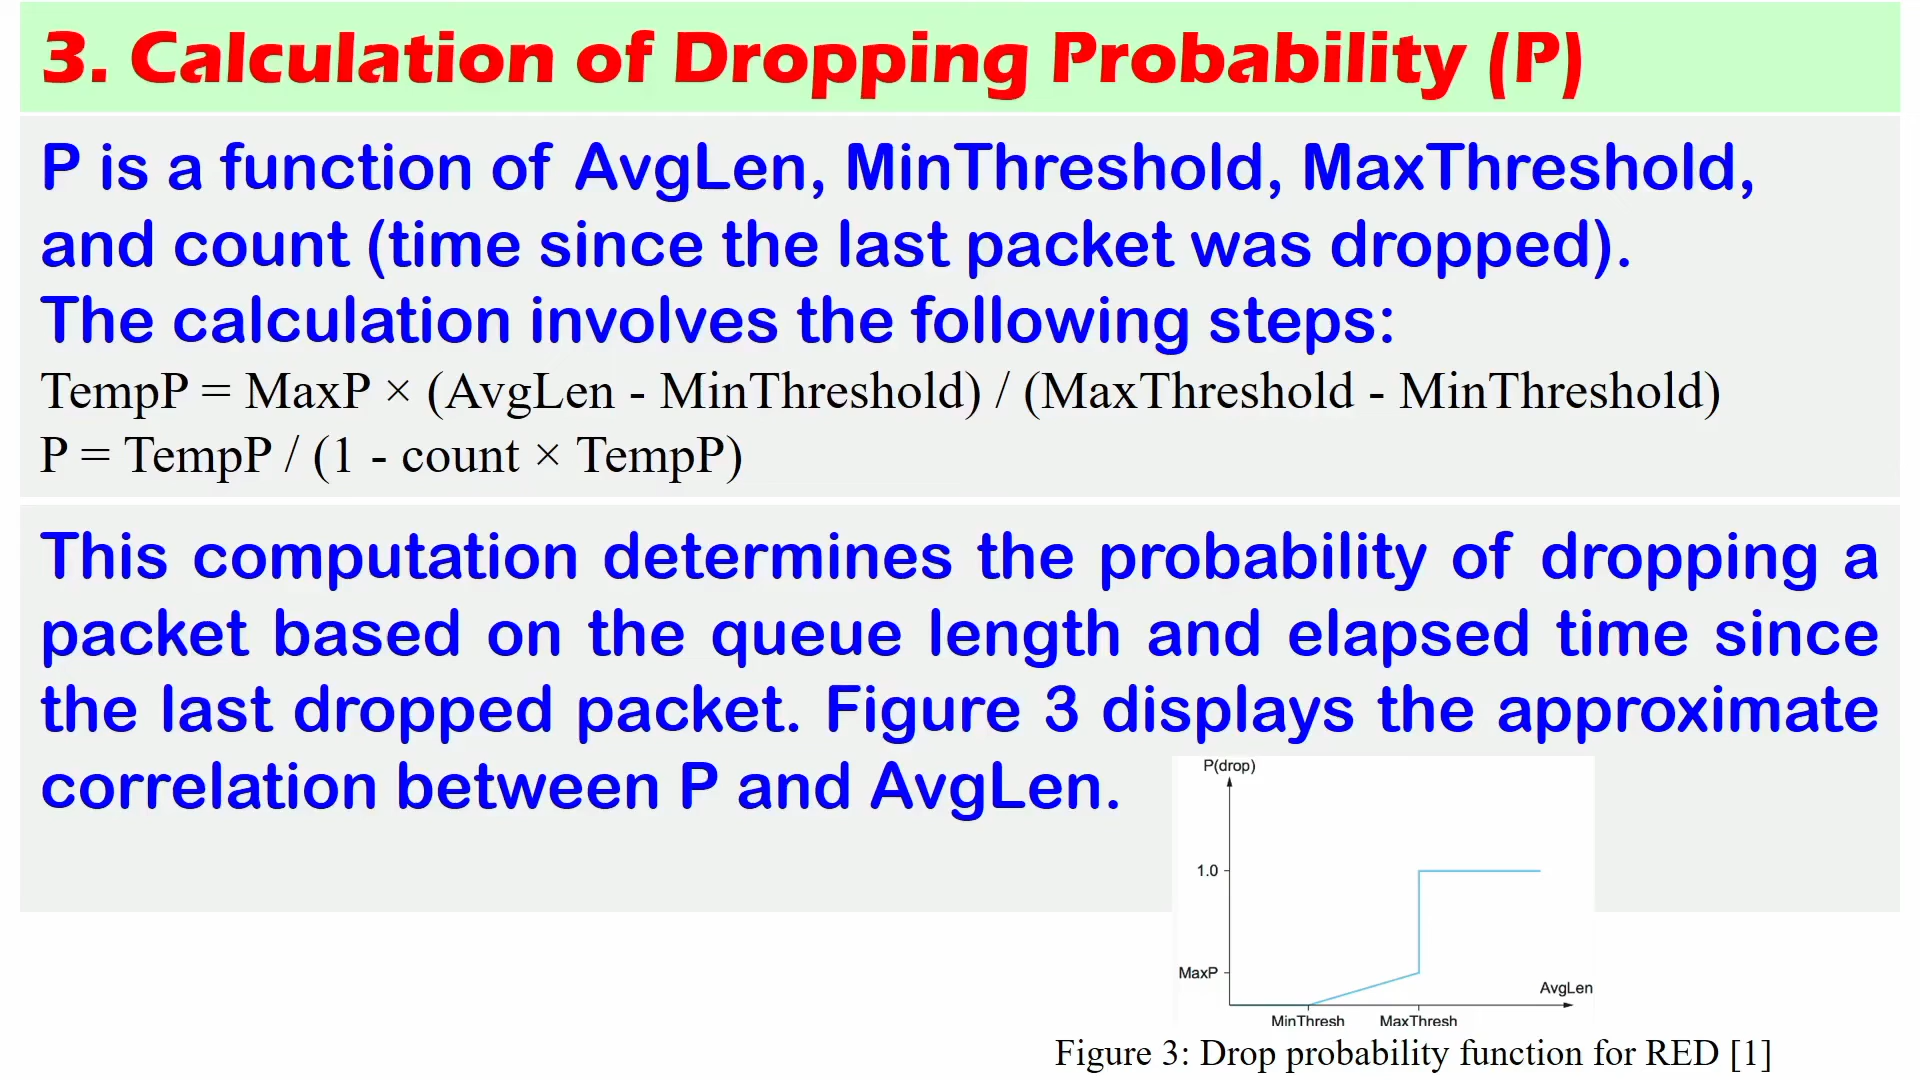 3. Calculation of Dropping Probability (P)
P is a function of AvgLen, MinThreshold, MaxThreshold,
and count (time since the last packet was dropped).
The calculation involves the following steps:
TempP = MaxP × (AvgLen - MinThreshold) / (MaxThreshold - MinThreshold)
P = TempP / (1 - count × TempP)
This computation determines the probability of dropping a
packet based on the queue length and elapsed time since
the last dropped packet. Figure 3 displays the approximate
correlation between P and AvgLen.
P(drop)
1.0
MaxP
AvgLen
MinThresh MaxThresh
Figure 3: Drop probability function for RED [1]